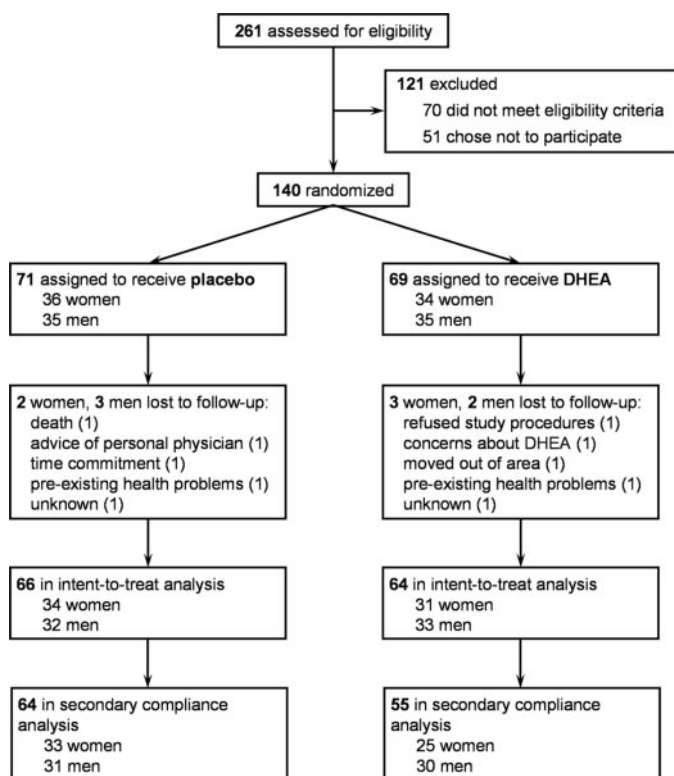 261 assessed for eligibility
121 excluded
70 did not meet eligibility criteria
51 chose not to participate
140 randomized
71 assigned to receive placebo
36 women
35 men
69 assigned to receive DHEA
34 women
35 men
2 women, 3 men lost to follow-up:
death (1)
advice of personal physician (1)
time commitment (1)
pre-existing health problems (1)
unknown (1)
3 women, 2 men lost to follow-up:
refused study procedures (1)
concerns about DHEA (1)
moved out of area (1)
pre-existing health problems (1)
unknown (1)
66 in intent-to-treat analysis
34 women
32 men
64 in intent-to-treat analysis
31 women
33 men
64 in secondary compliance
analysis
33 women
31 men
55 in secondary compliance
analysis
25 women
30 men